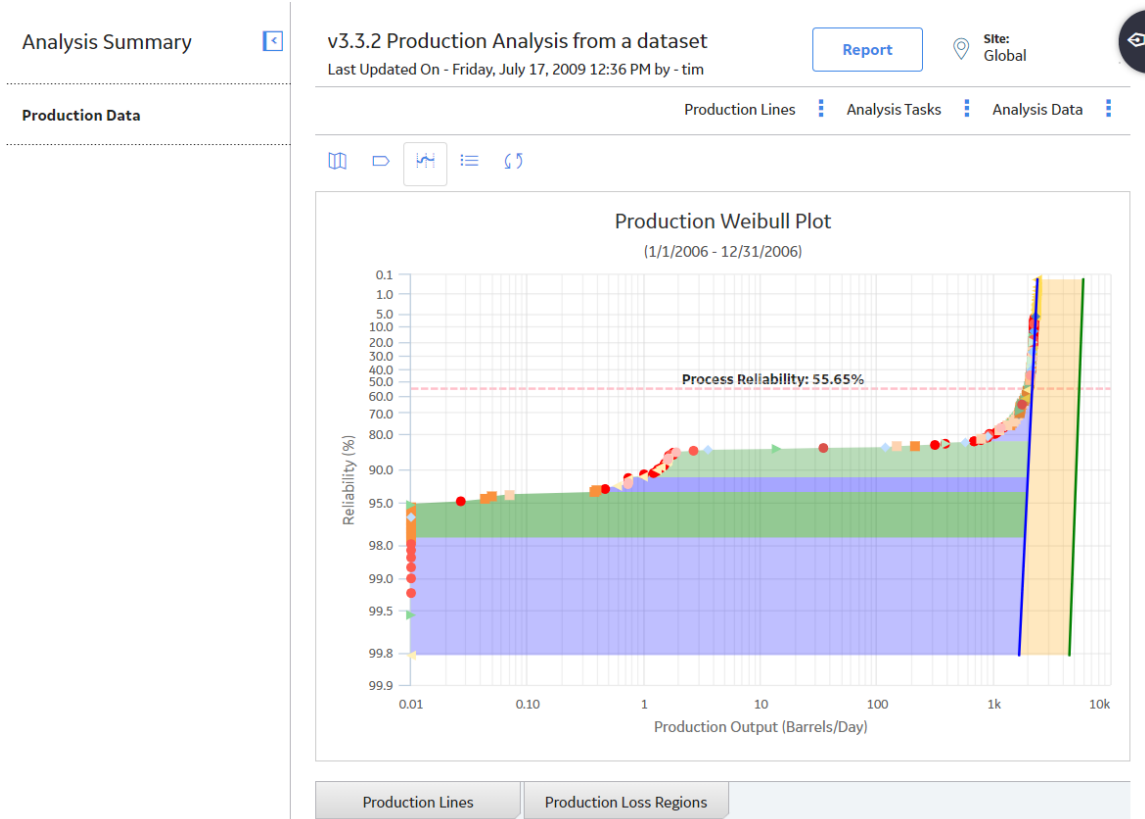 Analysis Summary
Production Data
v3.3.2 Production Analysis from a dataset
Last Updated On - Friday, July 17, 2009 12:36 PM by - tim
Report
Site:
Global
Production Lines
Analysis Tasks
Analysis Data
Production Weibull Plot
(1/1/2006 - 12/31/2006)
Reliability (%)
0.1
1.0
5.0
10.0
20.0
30.0
40.0
50.0
60.0
70.0
80.0
90.0
95.0
98.0
99.0
99.5
99.8
99.9
Process Reliability: 55.65%
0.01
0.10
1
10
100
1k
10k
Production Output (Barrels/Day)
Production Lines
Production Loss Regions